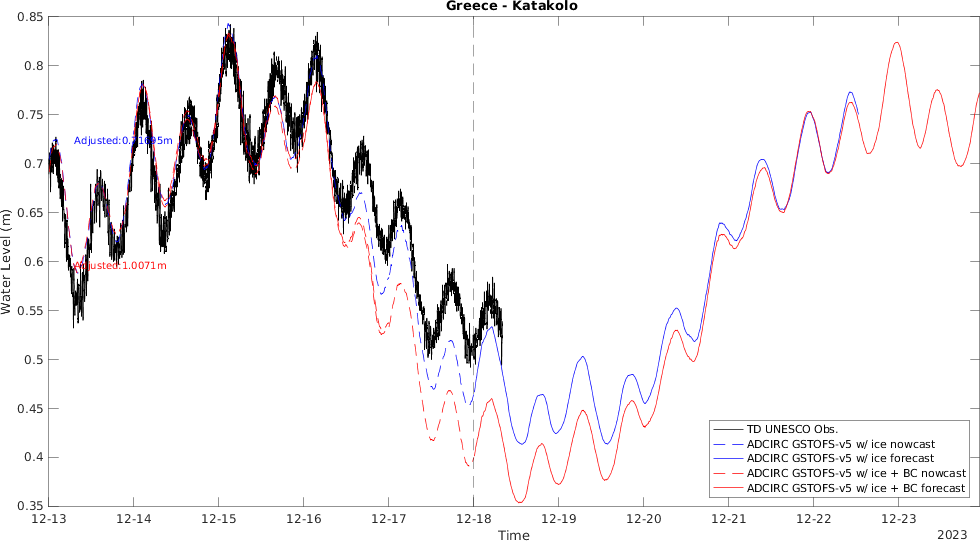 Greece - Katakolo
0.85
0.8
0.75
0.7
0.65
0.6
0.55
0.5
0.45
0.4
0.35
Water Level (m)
Adjusted:1.0071m
TD UNESCO Obs.
ADCIRC GSTOFS-v5 w/ ice nowcast
ADCIRC GSTOFS-v5 w/ ice forecast
ADCIRC GSTOFS-v5 w/ ice + BC nowcast
ADCIRC GSTOFS-v5 w/ ice + BC forecast
12-13 12-14 12-15 12-16 12-17 12-18 12-19 12-20 12-21 12-22 12-23
Time
2023